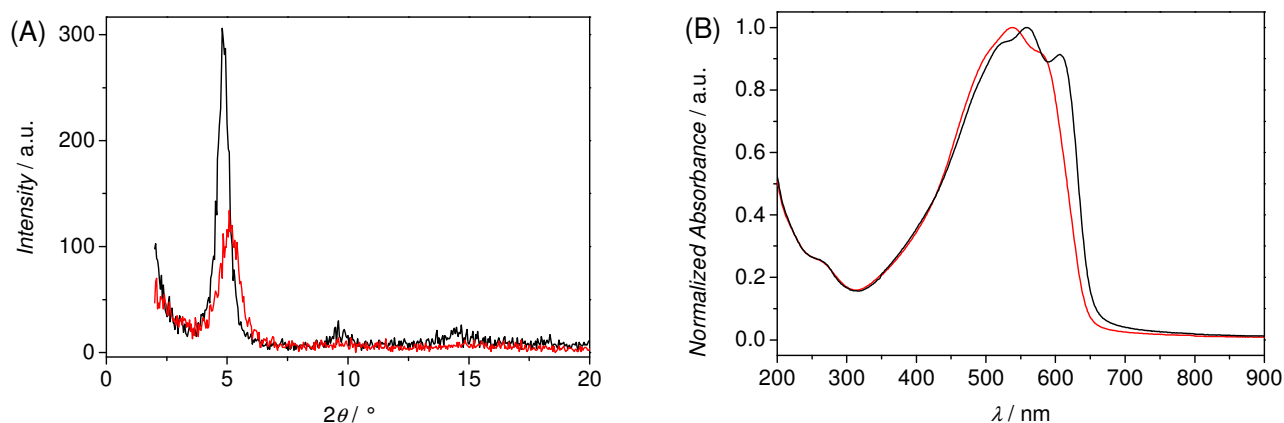 (A)
300
200
100
0
Intensity / a.u.
0 5 10 15 20
2θ / °
(B)
1.0
0.8
0.6
0.4
0.2
0.0
Normalized Absorbance / a.u.
200 300 400 500 600 700 800 900
λ / nm